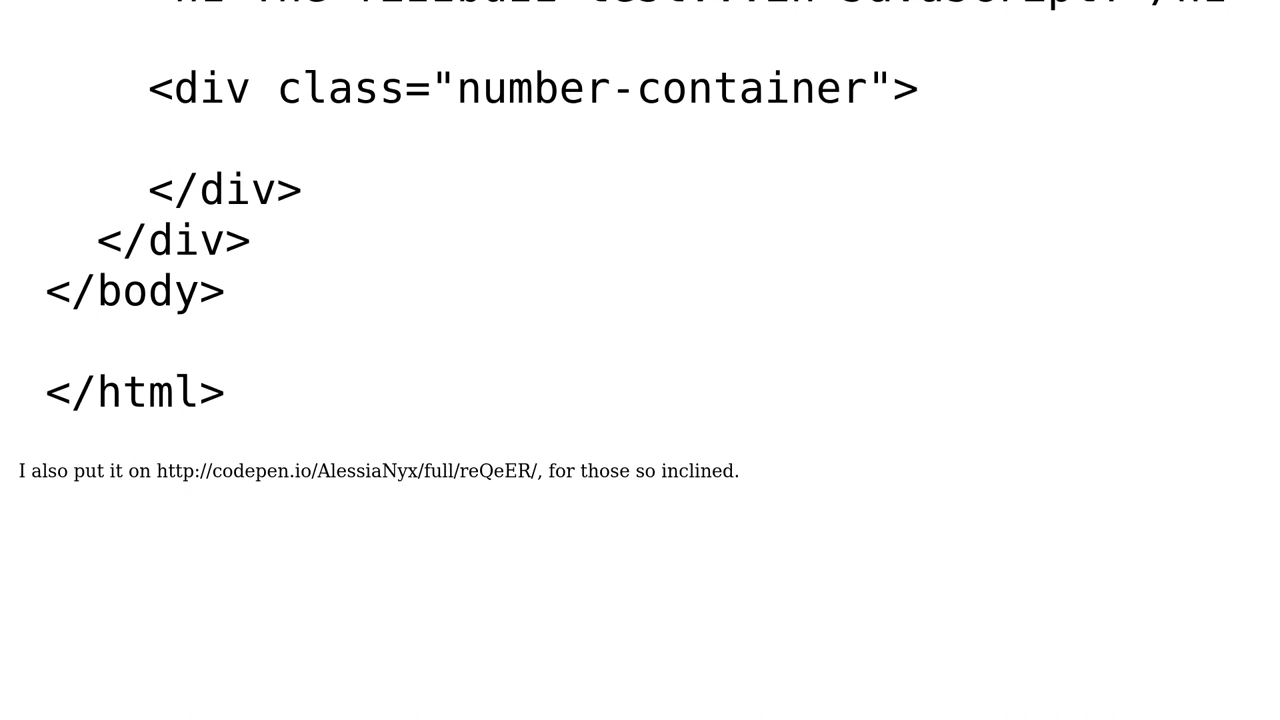 <div class="number-container">
</div>
</div>
</body>
</html>
I also put it on http://codepen.io/AlessiaNyx/full/reQeER/, for those so inclined.